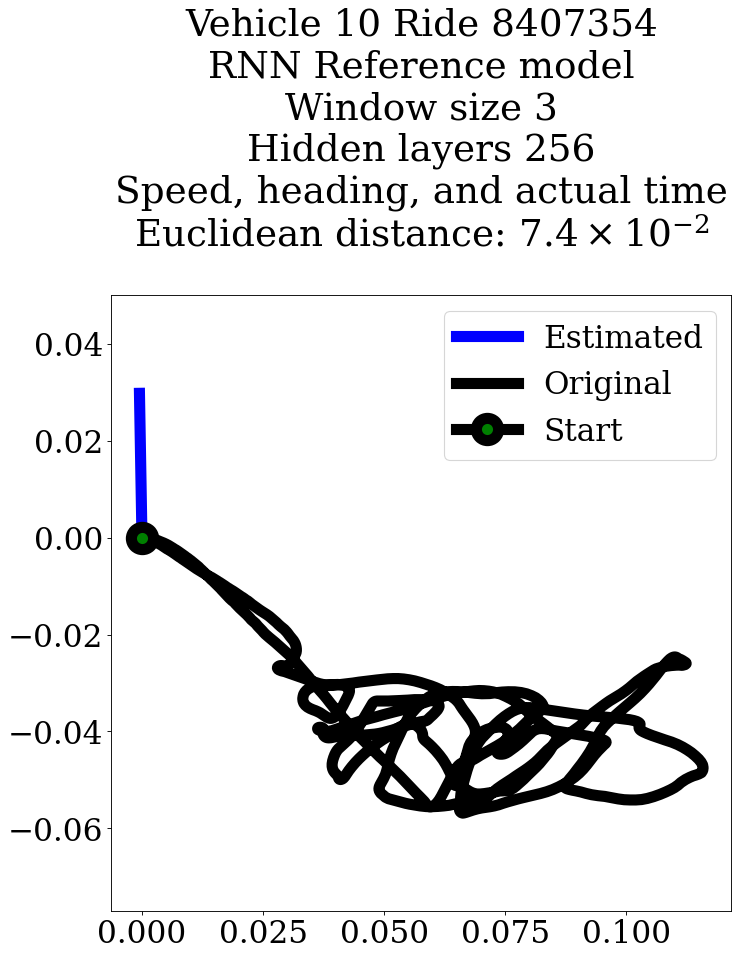 Vehicle 10 Ride 8407354
RNN Reference model
Window size 3
Hidden layers 256
Speed, heading, and actual time
Euclidean distance: 7.4 × 10⁻²
Estimated
Original
Start
0.04
0.02
0.00
−0.02
−0.04
−0.06
0.000 0.025 0.050 0.075 0.100